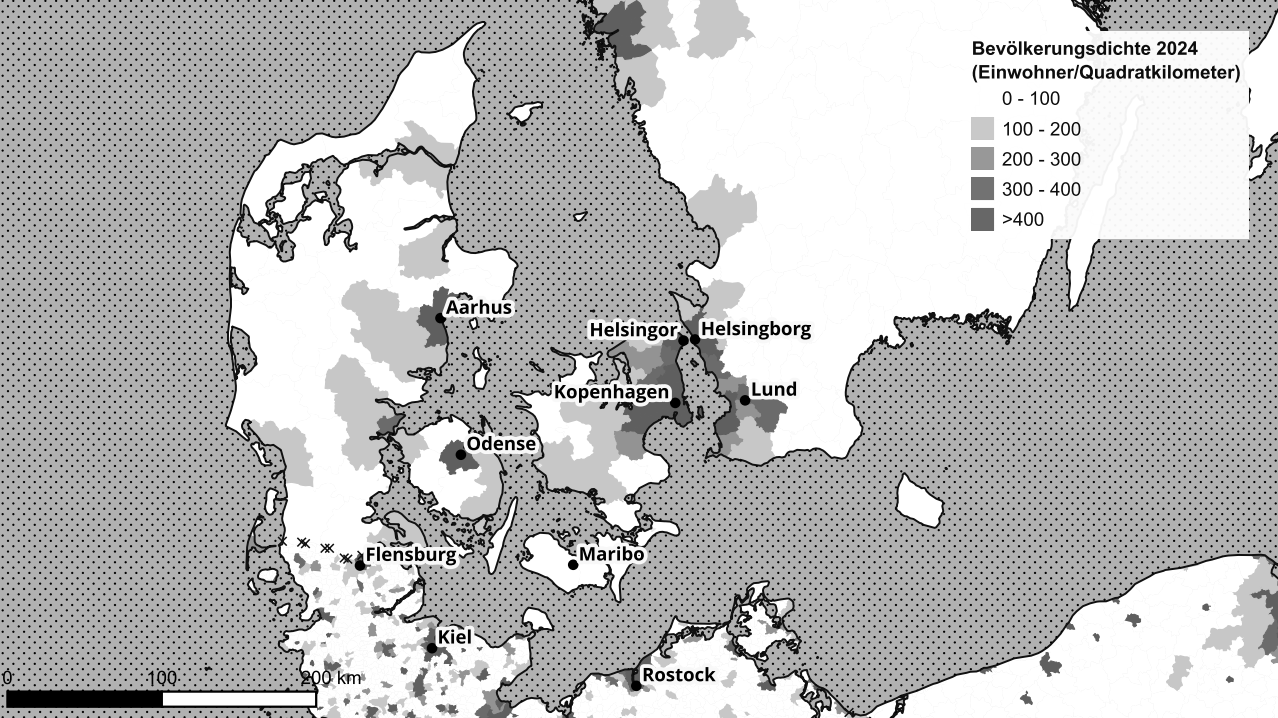 Bevölkerungsdichte 2024
(Einwohner/Quadratkilometer)
0 - 100
100 - 200
200 - 300
300 - 400
>400
Aarhus
Helsingor
Helsingborg
Kopenhagen
Lund
Odense
Flensburg
Maribo
Kiel
Rostock
0 100 200 km